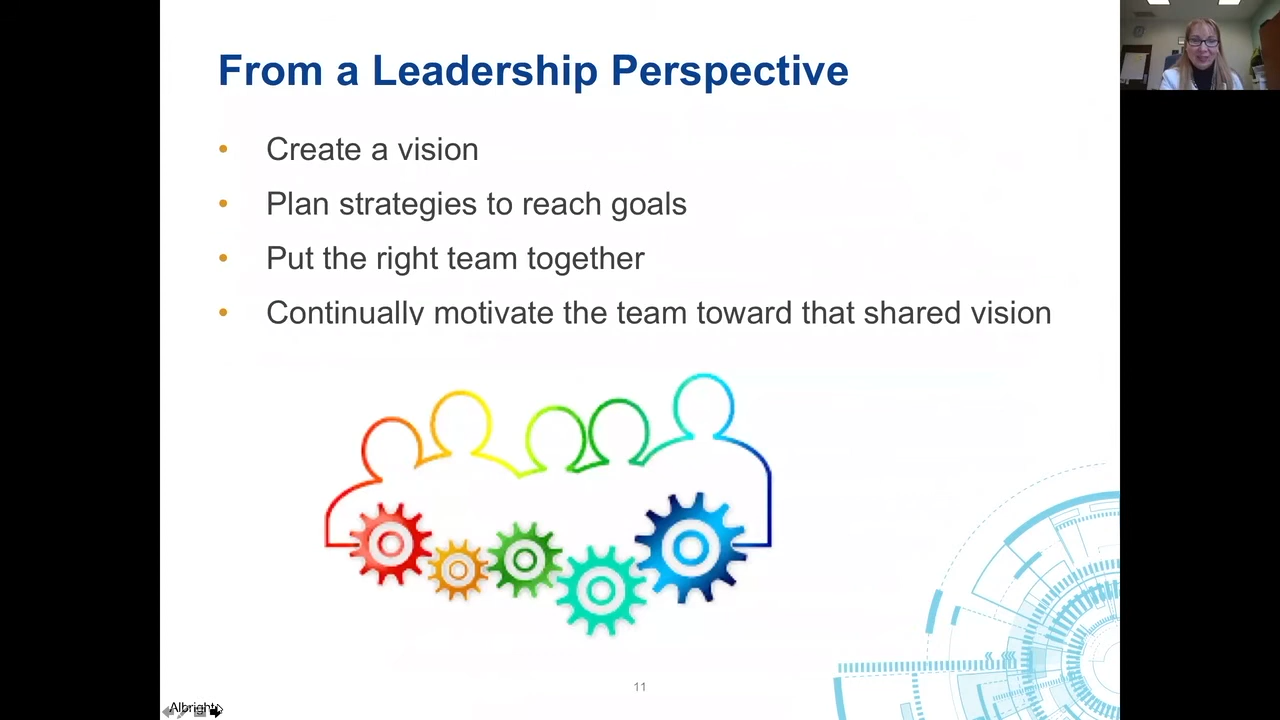 From a Leadership Perspective
• Create a vision
• Plan strategies to reach goals
• Put the right team together
• Continually motivate the team toward that shared vision
11
Albright